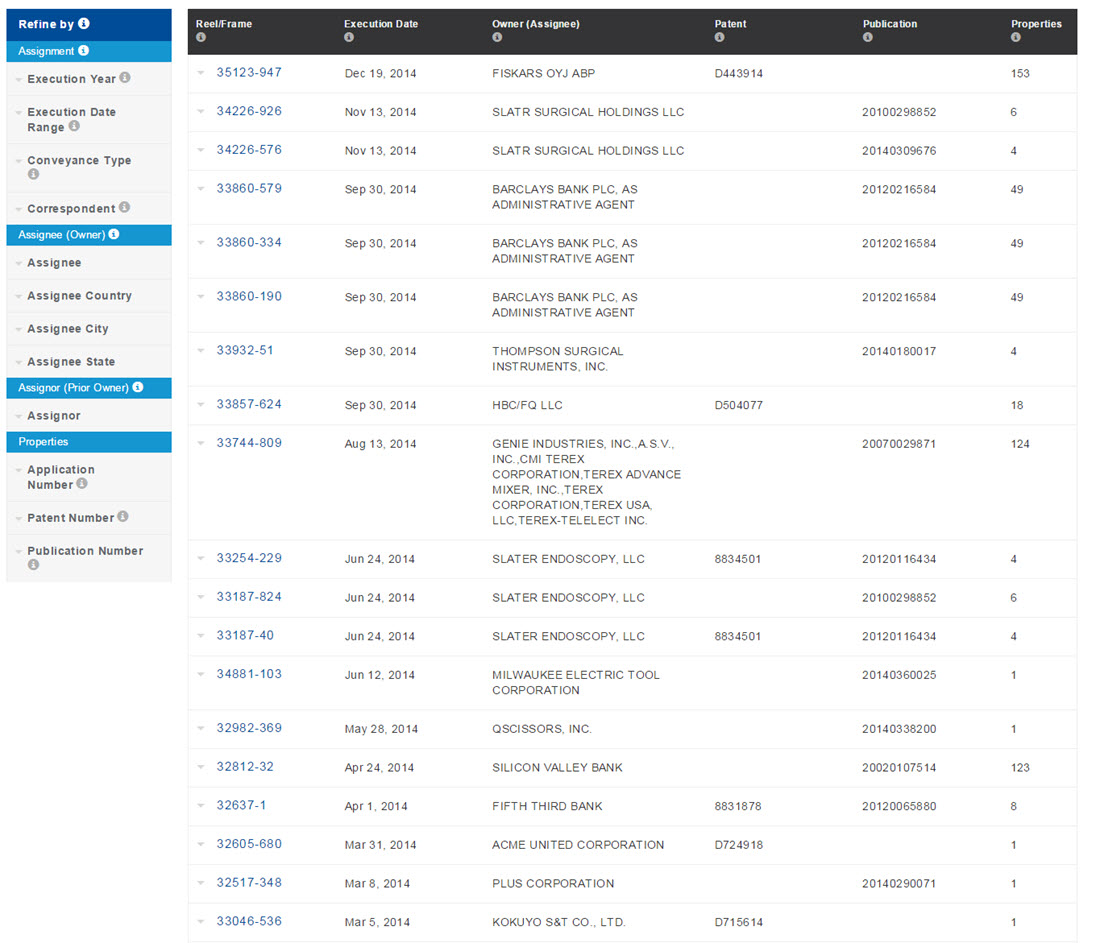 Refine by
Assignment
Execution Year
Execution Date
Range
Conveyance Type
Correspondent
Assignee (Owner)
Assignee
Assignee Country
Assignee City
Assignee State
Assignor (Prior Owner)
Assignor
Properties
Application
Number
Patent Number
Publication Number
Reel/Frame Execution Date Owner (Assignee) Patent Publication Properties
35123-947 Dec 19, 2014 FISKARS OYJ ABP D443914 153
34226-926 Nov 13, 2014 SLATR SURGICAL HOLDINGS LLC 20100298852 6
34226-576 Nov 13, 2014 SLATR SURGICAL HOLDINGS LLC 20140309676 4
33860-579 Sep 30, 2014 BARCLAYS BANK PLC, AS 20120216584 49
ADMINISTRATIVE AGENT
33860-334 Sep 30, 2014 BARCLAYS BANK PLC, AS 20120216584 49
ADMINISTRATIVE AGENT
33860-190 Sep 30, 2014 BARCLAYS BANK PLC, AS 20120216584 49
ADMINISTRATIVE AGENT
33932-51 Sep 30, 2014 THOMPSON SURGICAL 20140180017 4
INSTRUMENTS, INC.
33857-624 Sep 30, 2014 HBC/FQ LLC D504077 18
33744-809 Aug 13, 2014 GENIE INDUSTRIES, INC.,A.S.V., 20070029871 124
INC.,CMI TEREX
CORPORATION,TEREX ADVANCE
MIXER, INC.,TEREX
CORPORATION,TEREX USA,
LLC,TEREX-TELELECT INC.
33254-229 Jun 24, 2014 SLATER ENDOSCOPY, LLC 8834501 20120116434 4
33187-824 Jun 24, 2014 SLATER ENDOSCOPY, LLC 20100298852 6
33187-40 Jun 24, 2014 SLATER ENDOSCOPY, LLC 8834501 20120116434 4
34881-103 Jun 12, 2014 MILWAUKEE ELECTRIC TOOL 20140360025 1
CORPORATION
32982-369 May 28, 2014 QSCISSORS, INC. 20140338200 1
32812-32 Apr 24, 2014 SILICON VALLEY BANK 20020107514 123
32637-1 Apr 1, 2014 FIFTH THIRD BANK 8831878 20120065880 8
32605-680 Mar 31, 2014 ACME UNITED CORPORATION D724918 1
32517-348 Mar 8, 2014 PLUS CORPORATION 20140290071 1
33046-536 Mar 5, 2014 KOKUYO S&T CO., LTD. D715614 1